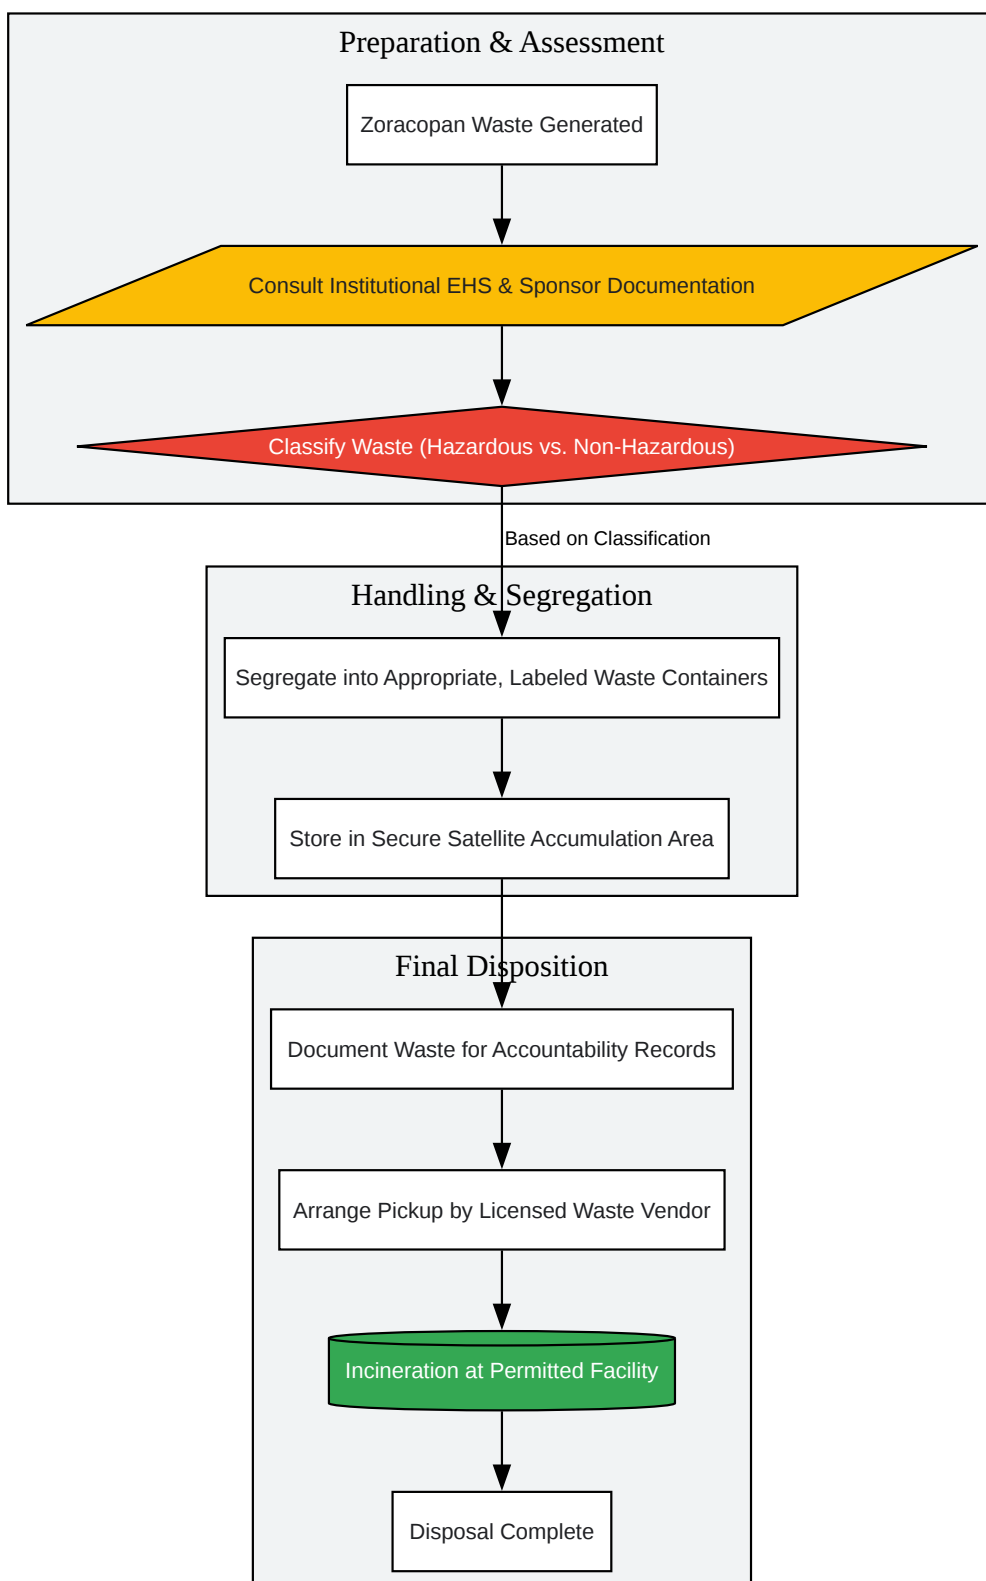 Preparation & Assessment
Zoracopan Waste Generated
Consult Institutional EHS & Sponsor Documentation
Classify Waste (Hazardous vs. Non-Hazardous)
Based on Classification
Handling & Segregation
Segregate into Appropriate, Labeled Waste Containers
Store in Secure Satellite Accumulation Area
Final Disposition
Document Waste for Accountability Records
Arrange Pickup by Licensed Waste Vendor
Incineration at Permitted Facility
Disposal Complete